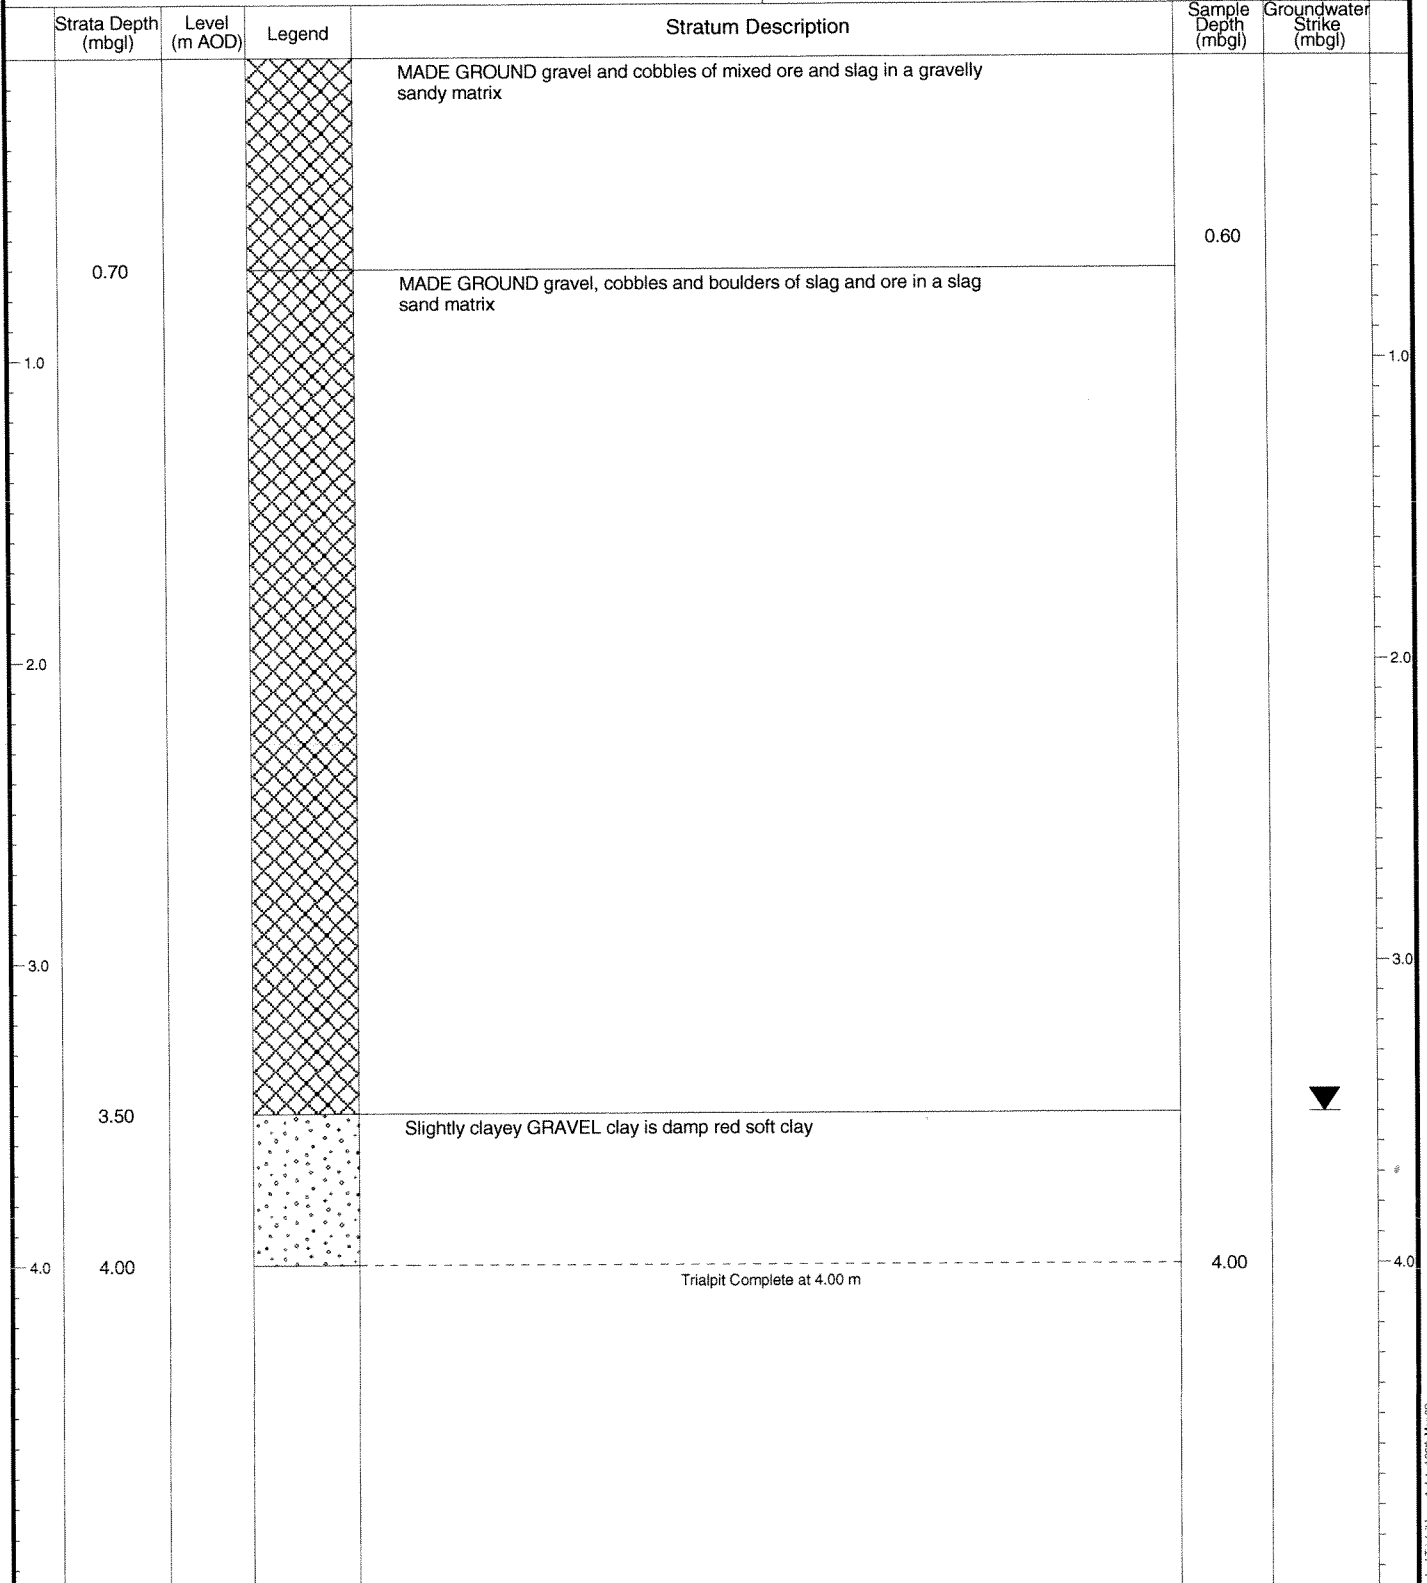 Strata Depth
(mbgl)
Level
(m AOD)
Legend
Stratum Description
Sample
Depth
(mbgl)
Groundwater
Strike
(mbgl)
MADE GROUND gravel and cobbles of mixed ore and slag in a gravelly
sandy matrix
0.60
0.70
MADE GROUND gravel, cobbles and boulders of slag and ore in a slag
sand matrix
1.0
1.0
2.0
2.0
3.0
3.0
3.50
Slightly clayey GRAVEL clay is damp red soft clay
4.0
4.00
4.00
4.0
Trialpit Complete at 4.00 m